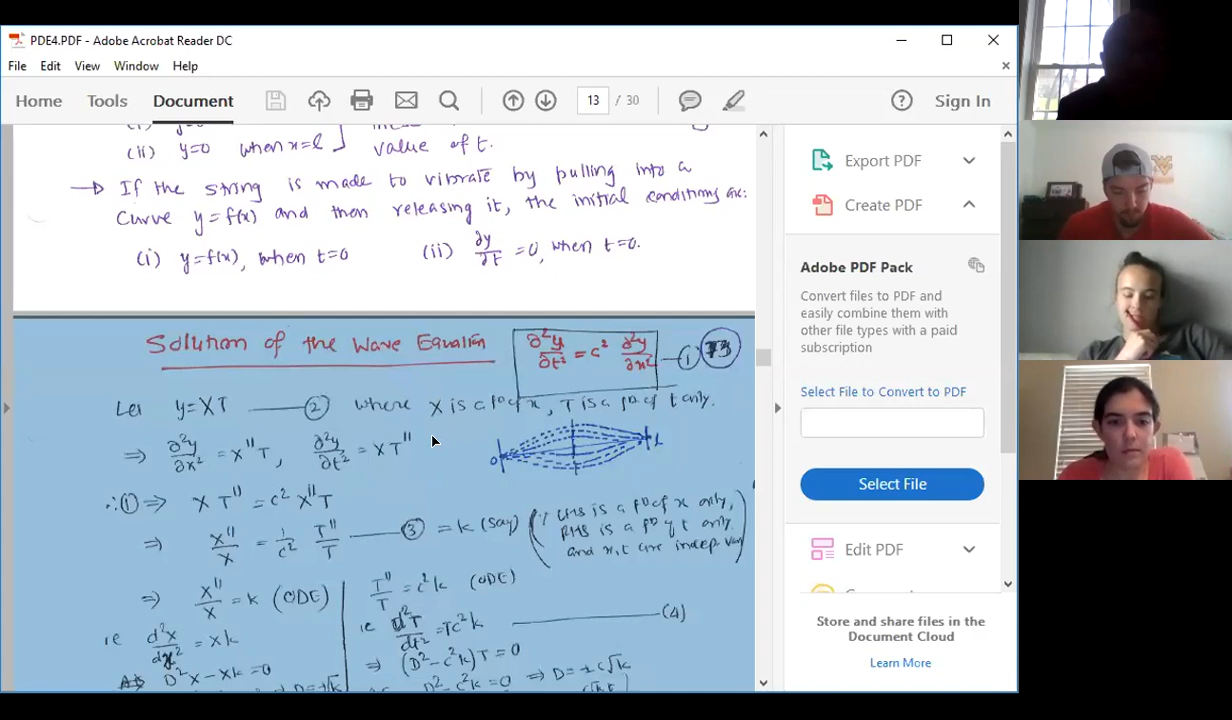 PDE4.PDF - Adobe Acrobat Reader DC
File Edit View Window Help
Home Tools Document 13 / 30 Sign In
(ii) y=0 when x=l value of t.
→ If the string is made to vibrate by pulling into a
Curve y=f(x) and then releasing it, the initial conditions are:
(i) y=f(x), when t=0 (ii) ∂y/∂t =0, when t=0.
Solution of the Wave Equation ∂²y/∂t² = c² ∂²y/∂x² — ① 13
Let y=XT — ② where X is a fn of x, T is a fn of t only.
⇒ ∂²y/∂x² = X''T, ∂²y/∂t² = XT''
∴ ① ⇒ XT'' = c² X''T
⇒ X''/X = 1/c² T''/T — ③ = k (say) (∵ LHS is a fn of x only,
RHS is a fn of t only.
and x,t are indep. var)
⇒ X''/X = k (ODE) T''/T = c²k (ODE)
ie d²x/dx² = xk ie d²T/dt² = Tc²k — (4)
⇒ (D² - c²k)T = 0
D²X - Xk = 0 D² - c²k = 0 ⇒ D = ±c√k
⇒ D = ±√k
Export PDF
Create PDF
Adobe PDF Pack
Convert files to PDF and
easily combine them with
other file types with a paid
subscription
Select File to Convert to PDF
Select File
Edit PDF
Store and share files in the
Document Cloud
Learn More